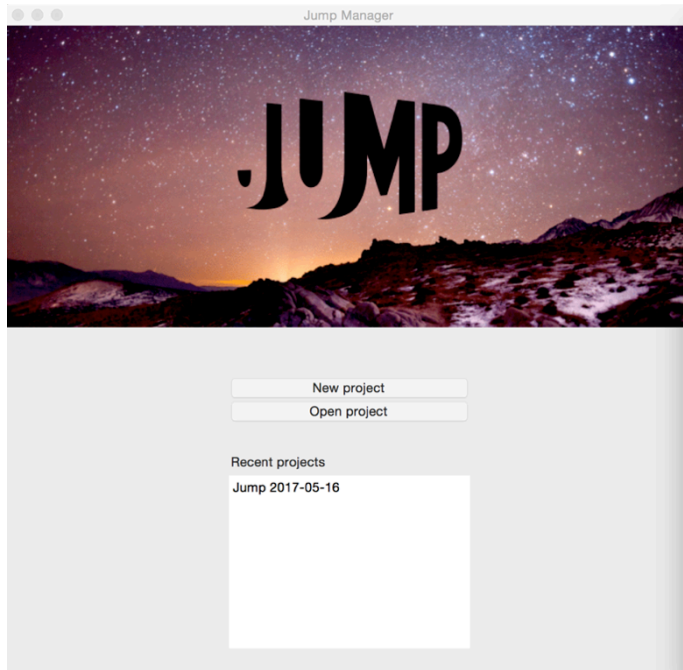 Jump Manager
JUMP
New project
Open project
Recent projects
Jump 2017-05-16